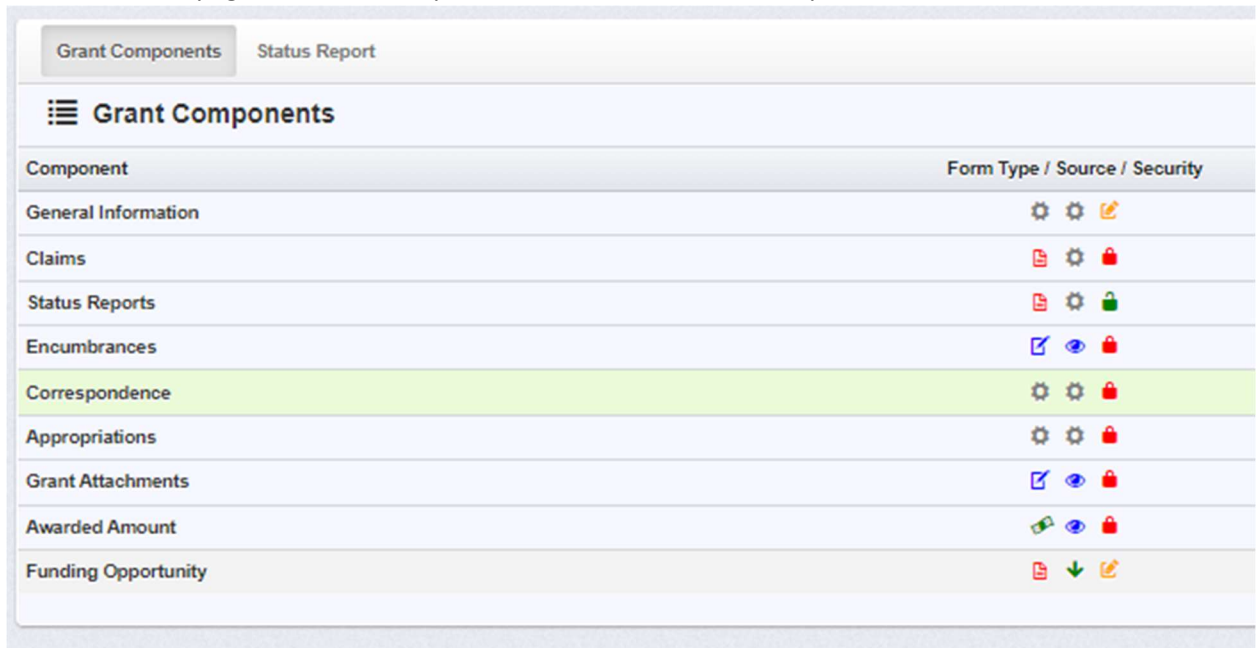 Grant Components Status Report
Grant Components
Component Form Type / Source / Security
General Information
Claims
Status Reports
Encumbrances
Correspondence
Appropriations
Grant Attachments
Awarded Amount
Funding Opportunity